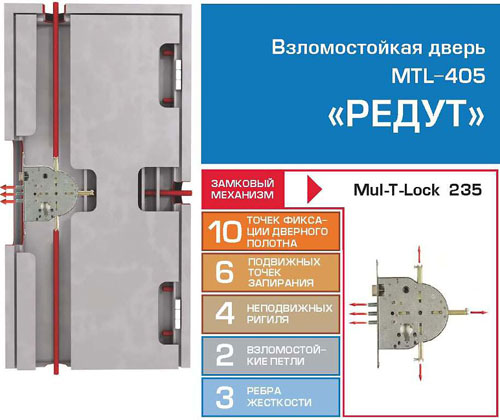 Взломостойкая дверь
MTL-405
«РЕДУТ»
ЗАМКОВЫЙ
МЕХАНИЗМ
Mul-T-Lock 235
10
ТОЧЕК ФИКСА-
ЦИИ ДВЕРНОГО
ПОЛОТНА
6
ПОДВИЖНЫХ
ТОЧЕК
ЗАПИРАНИЯ
4
НЕПОДВИЖНЫХ
РИГИЛЯ
2
ВЗЛОМОСТОЙ-
КИЕ ПЕТЛИ
3
РЕБРА
ЖЕСТКОСТИ